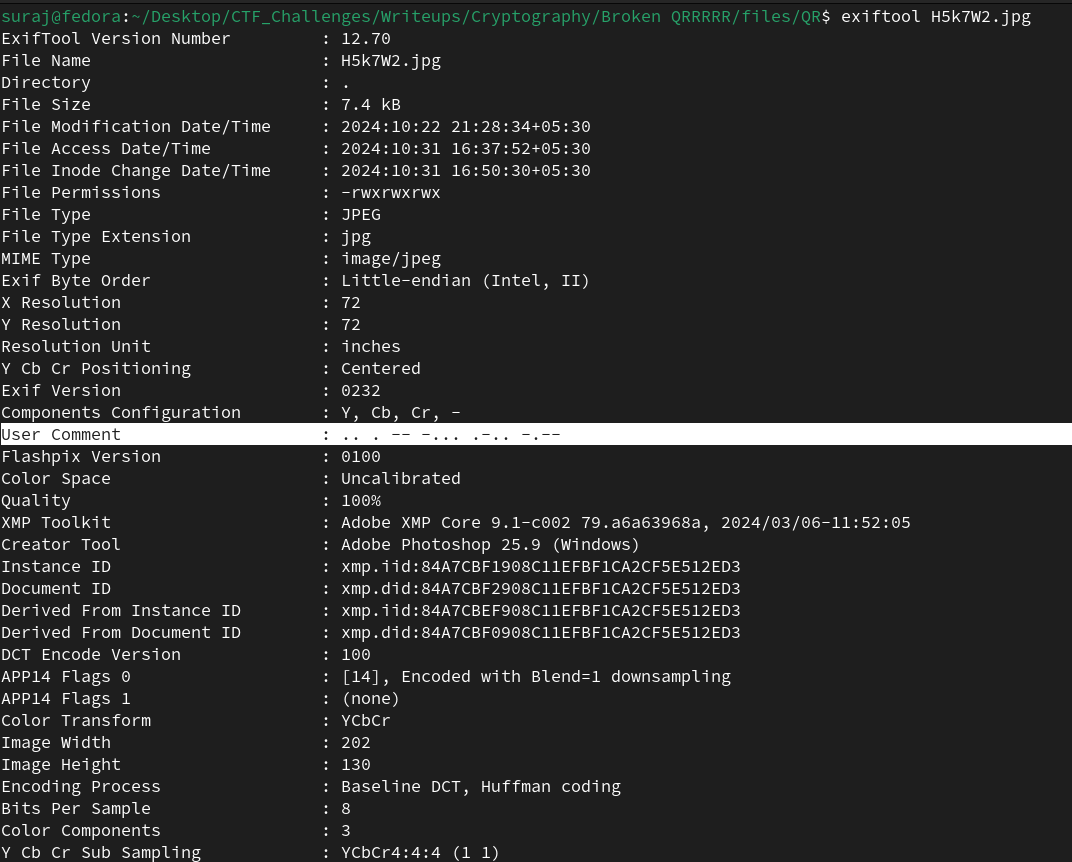 suraj@fedora:~/Desktop/CTF_Challenges/Writeups/Cryptography/Broken QRRRRR/files/QR$ exiftool H5k7W2.jpg
ExifTool Version Number : 12.70
File Name : H5k7W2.jpg
Directory : .
File Size : 7.4 kB
File Modification Date/Time : 2024:10:22 21:28:34+05:30
File Access Date/Time : 2024:10:31 16:37:52+05:30
File Inode Change Date/Time : 2024:10:31 16:50:30+05:30
File Permissions : -rwxrwxrwx
File Type : JPEG
File Type Extension : jpg
MIME Type : image/jpeg
Exif Byte Order : Little-endian (Intel, II)
X Resolution : 72
Y Resolution : 72
Resolution Unit : inches
Y Cb Cr Positioning : Centered
Exif Version : 0232
Components Configuration : Y, Cb, Cr, -
User Comment : .. . -- -... .-.. -.--
Flashpix Version : 0100
Color Space : Uncalibrated
Quality : 100%
XMP Toolkit : Adobe XMP Core 9.1-c002 79.a6a63968a, 2024/03/06-11:52:05
Creator Tool : Adobe Photoshop 25.9 (Windows)
Instance ID : xmp.iid:84A7CBF1908C11EFBF1CA2CF5E512ED3
Document ID : xmp.did:84A7CBF2908C11EFBF1CA2CF5E512ED3
Derived From Instance ID : xmp.iid:84A7CBEF908C11EFBF1CA2CF5E512ED3
Derived From Document ID : xmp.did:84A7CBF0908C11EFBF1CA2CF5E512ED3
DCT Encode Version : 100
APP14 Flags 0 : [14], Encoded with Blend=1 downsampling
APP14 Flags 1 : (none)
Color Transform : YCbCr
Image Width : 202
Image Height : 130
Encoding Process : Baseline DCT, Huffman coding
Bits Per Sample : 8
Color Components : 3
Y Cb Cr Sub Sampling : YCbCr4:4:4 (1 1)